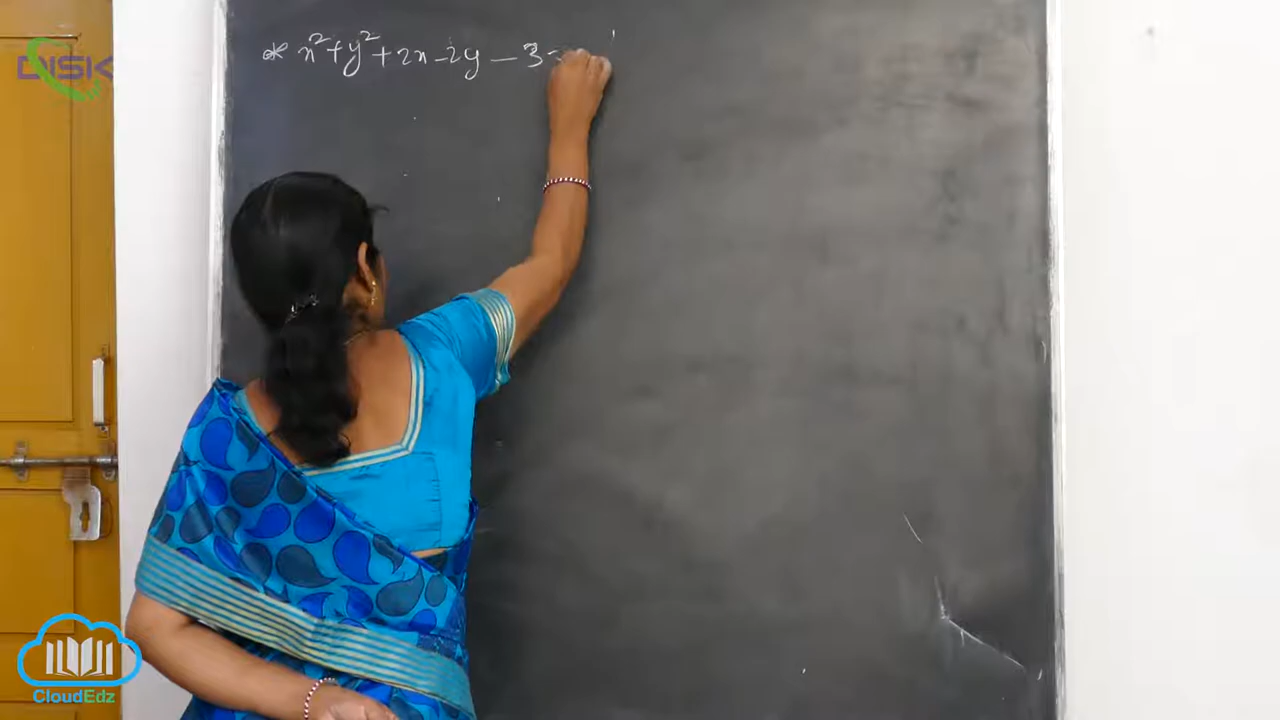 DISK
* x² + y² + 2x - 2y - 3 =
CloudEdz